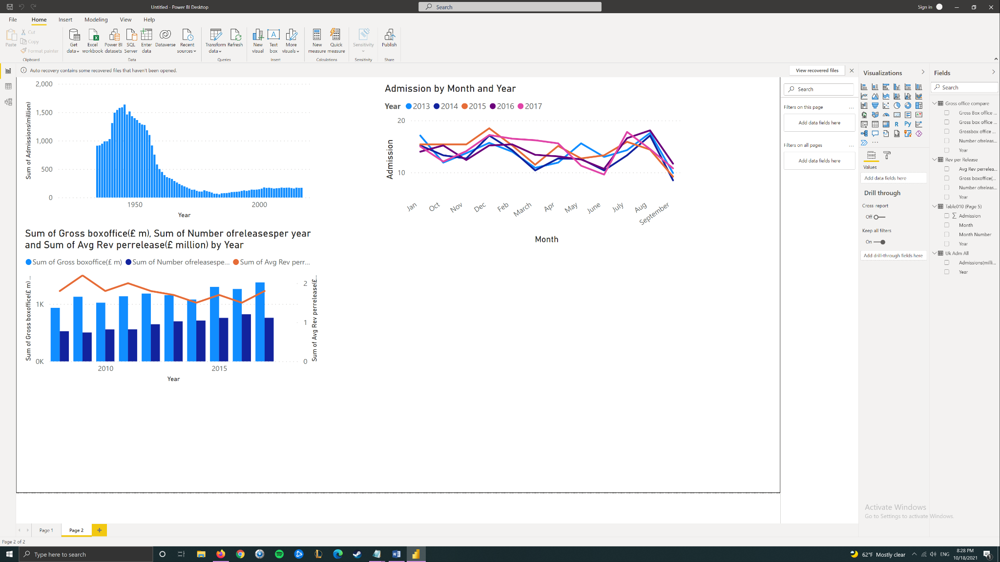 Untitled - Power BI Desktop
Search
Sign in
File Home Insert Modeling View Help
Paste
Cut
Copy
Format painter
Clipboard
Get data
Excel workbook
Power BI datasets
SQL Server
Enter data
Dataverse
Recent sources
Data
Transform data
Refresh
Queries
New visual
Text box
More visuals
Insert
New measure
Quick measure
Calculations
Sensitivity
Sensitivity
Publish
Share
Auto recovery contains some recovered files that haven't been opened.
View recovered files
2,000
1,500
1,000
500
0
Sum of Admissions(million)
1950 2000
Year
Admission by Month and Year
Year 2013 2014 2015 2016 2017
20
10
Admission
Jan Oct Nov Dec Feb March Apr May June July Aug September
Month
Sum of Gross boxoffice(£ m), Sum of Number ofreleasesper year
and Sum of Avg Rev perrelease(£ million) by Year
Sum of Gross boxoffice(£ m) Sum of Number ofreleasespe... Sum of Avg Rev perr...
Sum of Gross boxoffice(£ m) ...
1K
0K
2
1
0
Sum of Avg Rev perrelease(£...
2010 2015
Year
Search
Filters on this page ...
Add data fields here
Filters on all pages ...
Add data fields here
Visualizations
R Py
123
...
Values
Add data fields here
Drill through
Cross report
Off
Keep all filters
On
Add drill-through fields here
Fields
Search
Gross office compare
Gross Box office ...
Gross box office ...
Grossbox office ...
Number ofreleas...
Year
Rev per Release
Avg Rev perrelea...
Gross boxoffice(...
Number ofreleas...
Year
Table010 (Page 5)
∑ Admission
Month
Month Number
Year
Uk Adm All
Admissions(milli...
Year
Activate Windows
Go to Settings to activate Windows.
Page 1 Page 2 +
Page 2 of 2
Type here to search
62°F Mostly clear
ENG
8:28 PM
10/18/2021
1